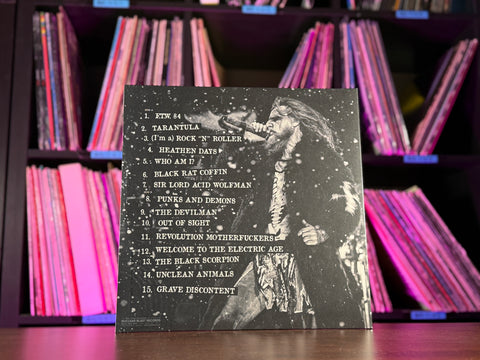 1. F.T.W. 84
2. TARANTULA
3. (I'm a) ROCK "N" ROLLER
4. HEATHEN DAYS
5. WHO AM I?
6. BLACK RAT COFFIN
7. SIR LORD ACID WOLFMAN
8. PUNKS AND DEMONS
9. THE DEVILMAN
10. OUT OF SIGHT
11. REVOLUTION MOTHERFUCKERS
12. WELCOME TO THE ELECTRIC AGE
13. THE BLACK SCORPION
14. UNCLEAN ANIMALS
15. GRAVE DISCONTENT